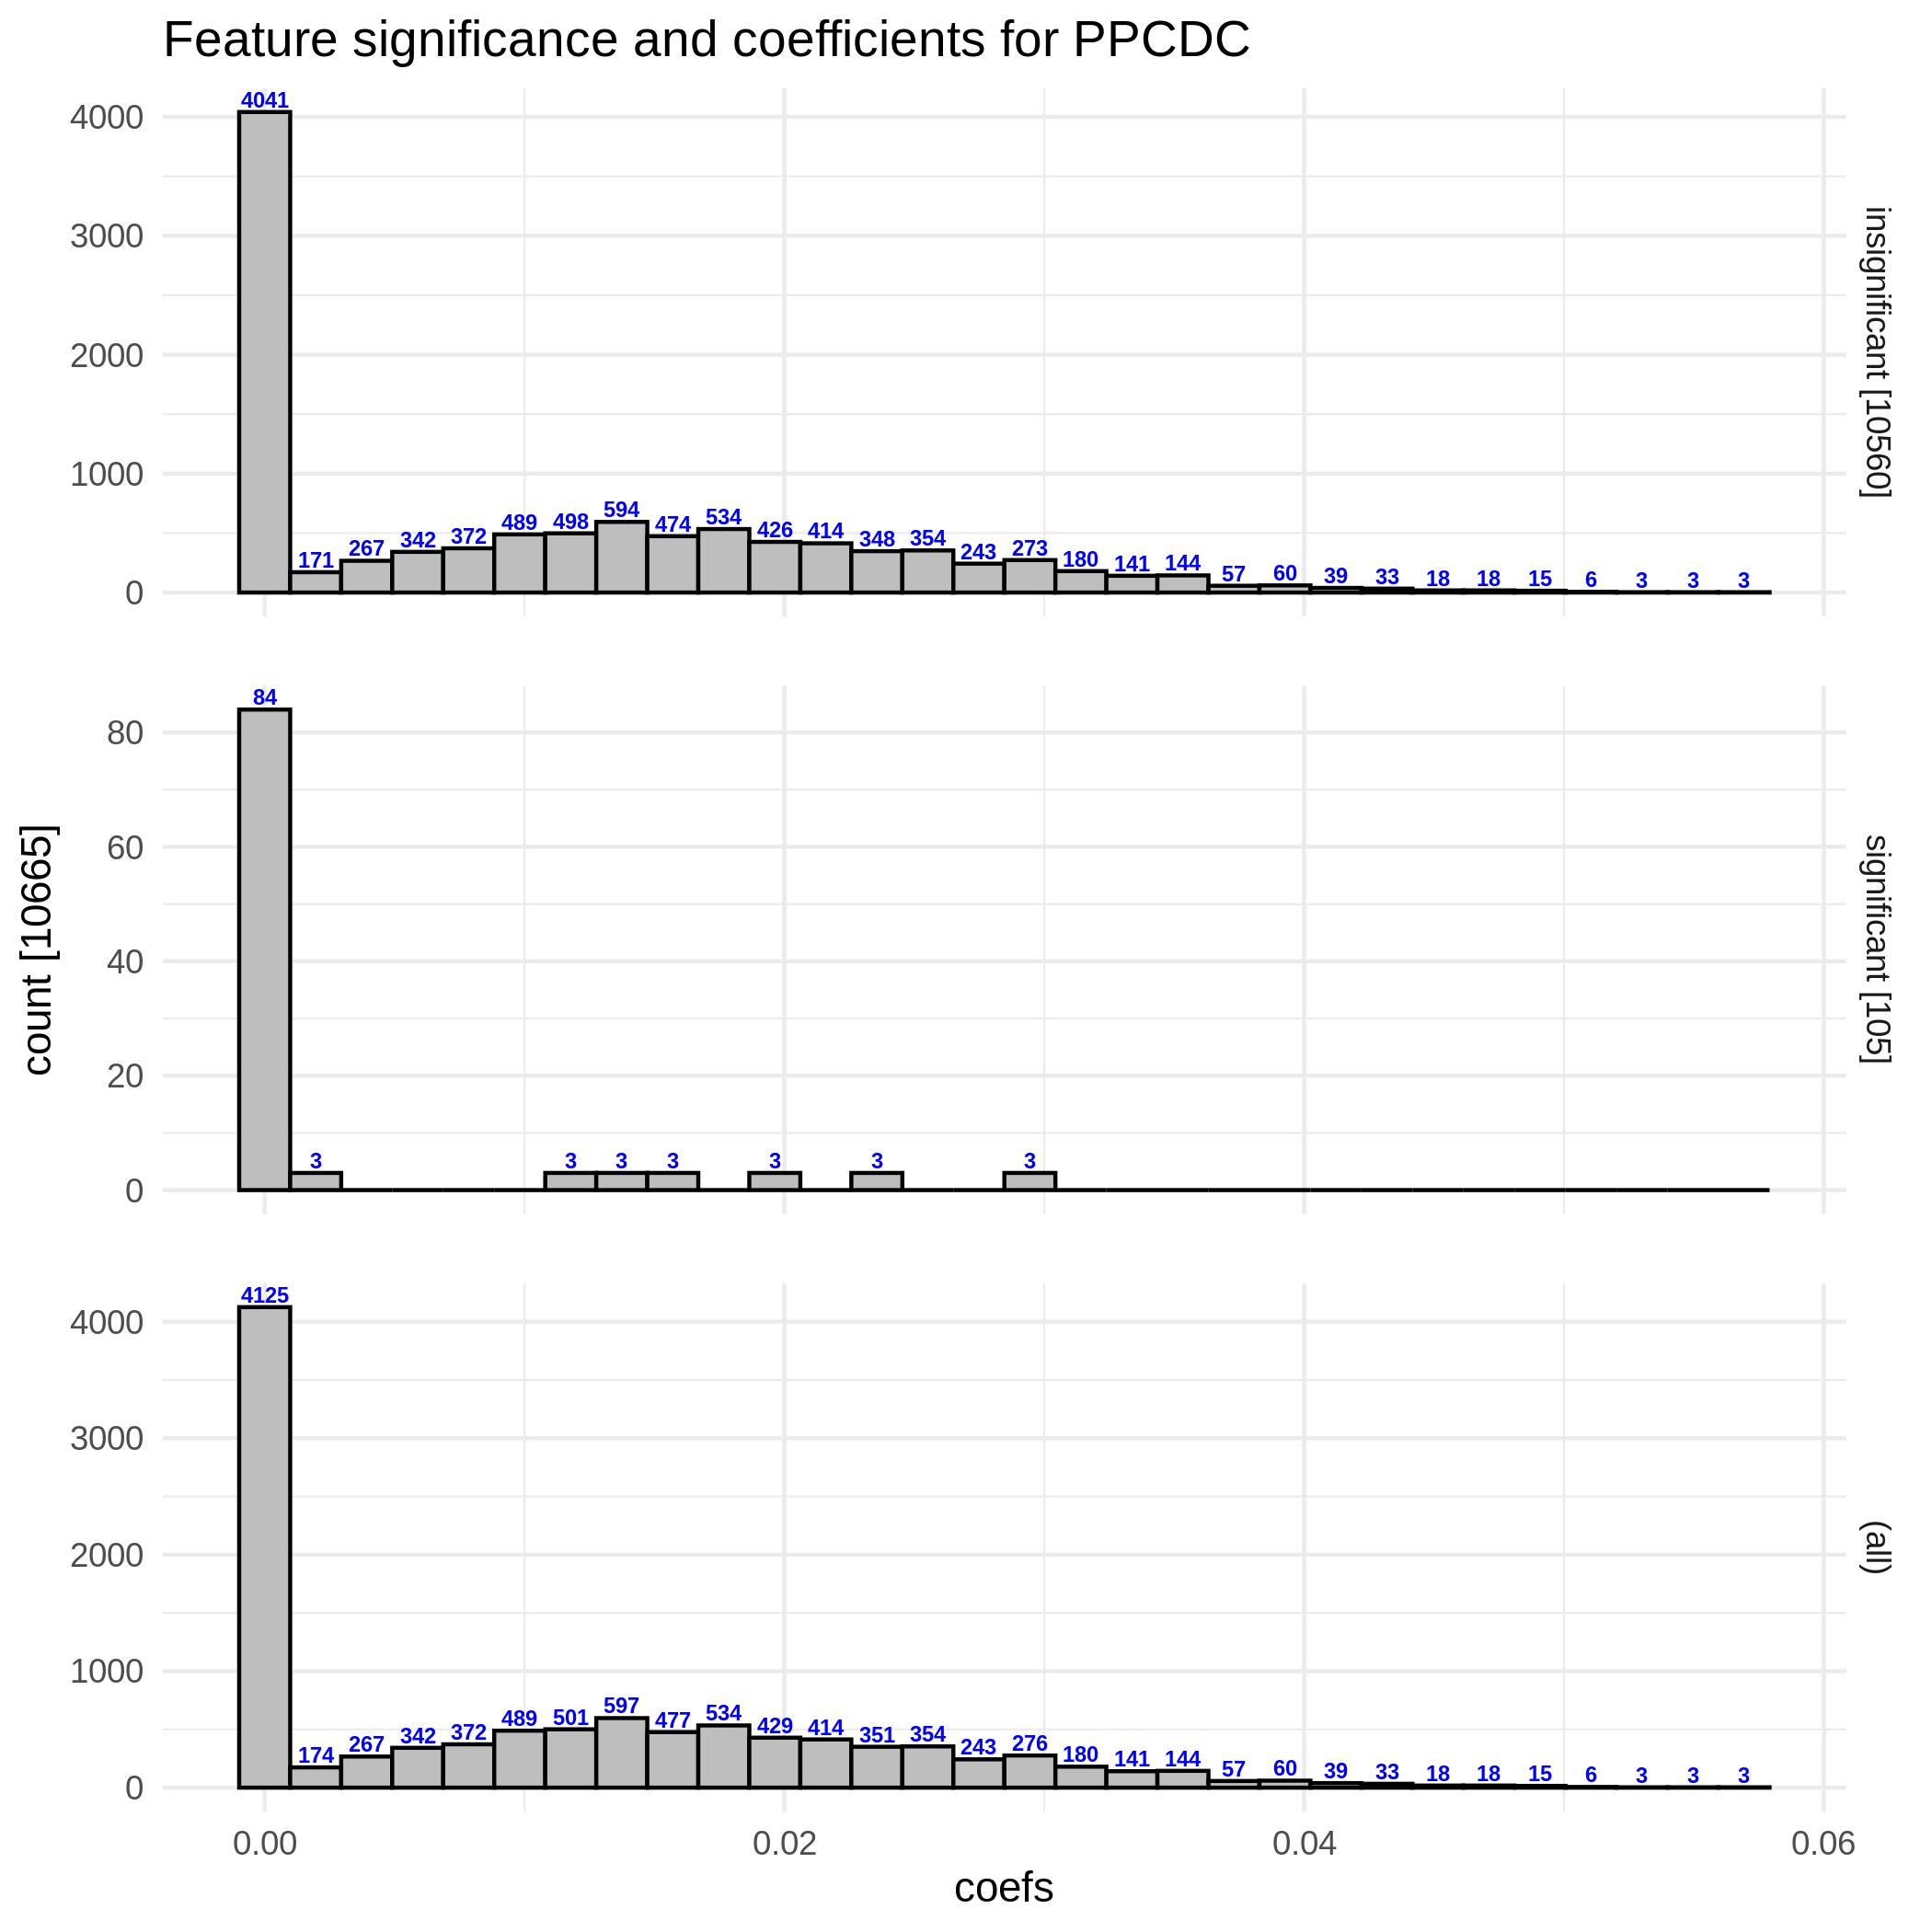 Feature significance and coefficients for PPCDC
count [10665]
4041
4000
3000
2000
1000
0
171 267 342 372 489 498 594 474 534 426 414 348 354 243 273 180 141 144 57 60 39 33 18 18 15 6 3 3 3
insignificant [10560]
84
80
60
40
20
0
3 3 3 3 3 3 3
significant [105]
4125
4000
3000
2000
1000
0
174 267 342 372 489 501 597 477 534 429 414 351 354 243 276 180 141 144 57 60 39 33 18 18 15 6 3 3 3
(all)
0.00 0.02 0.04 0.06
coefs